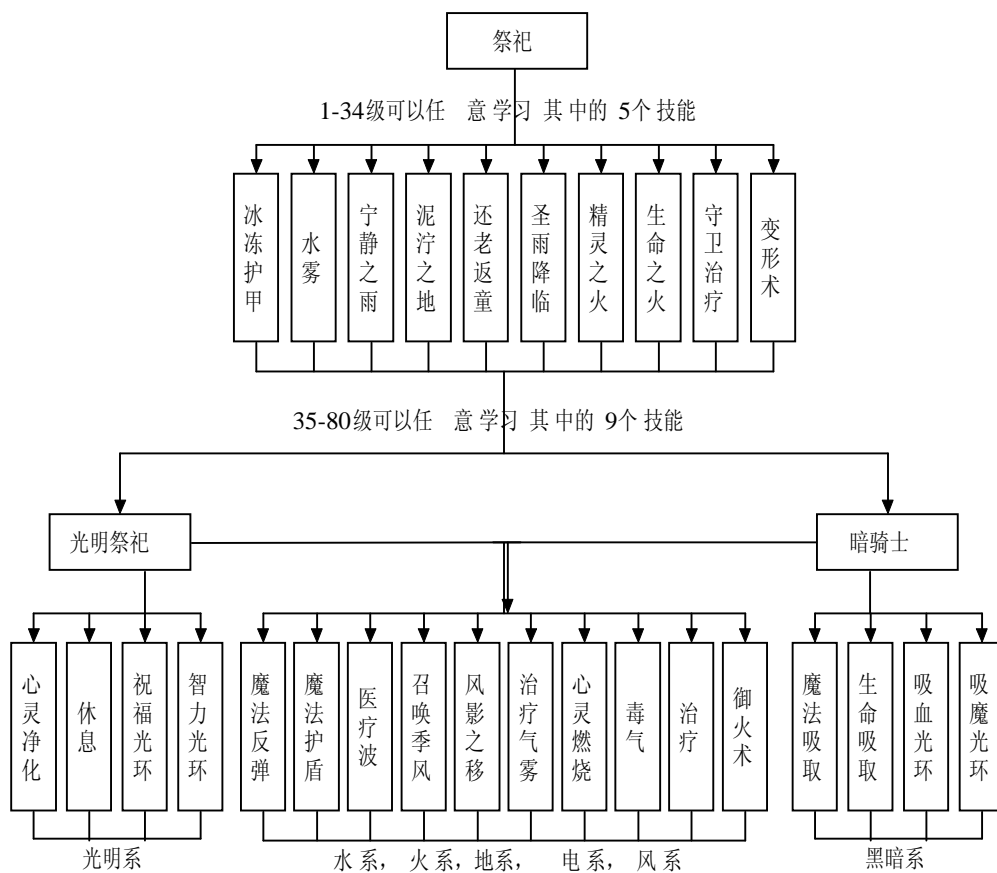 祭祀
1-34级可以任 意学习 其中的 5个技能
冰冻护甲
水雾
宁静之雨
泥泞之地
还老返童
圣雨降临
精灵之火
生命之火
守卫治疗
变形术
35-80级可以任 意学习 其中的 9个技能
光明祭祀
暗骑士
心灵净化
休息
祝福光环
智力光环
魔法反弹
魔法护盾
医疗波
召唤季风
风影之移
治疗气雾
心灵燃烧
毒气
治疗
御火术
魔法吸取
生命吸取
吸血光环
吸魔光环
光明系
水系， 火系，地系， 电系， 风系
黑暗系